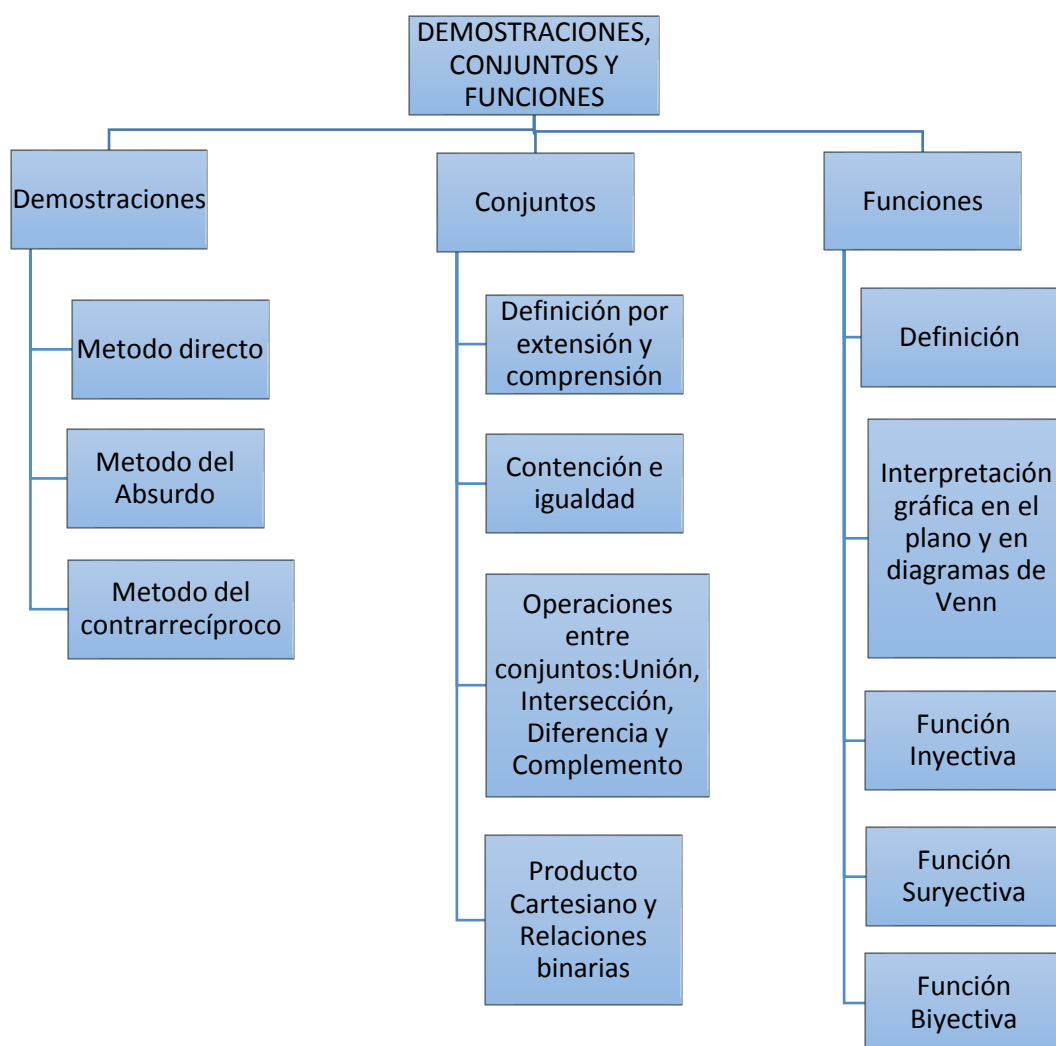 DEMOSTRACIONES,
CONJUNTOS Y
FUNCIONES
Demostraciones
Metodo directo
Metodo del
Absurdo
Metodo del
contrarrecíproco
Conjuntos
Definición por
extensión y
comprensión
Contención e
igualdad
Operaciones
entre
conjuntos:Unión,
Intersección,
Diferencia y
Complemento
Producto
Cartesiano y
Relaciones
binarias
Funciones
Definición
Interpretación
gráfica en el
plano y en
diagramas de
Venn
Función
Inyectiva
Función
Suryectiva
Función
Biyectiva